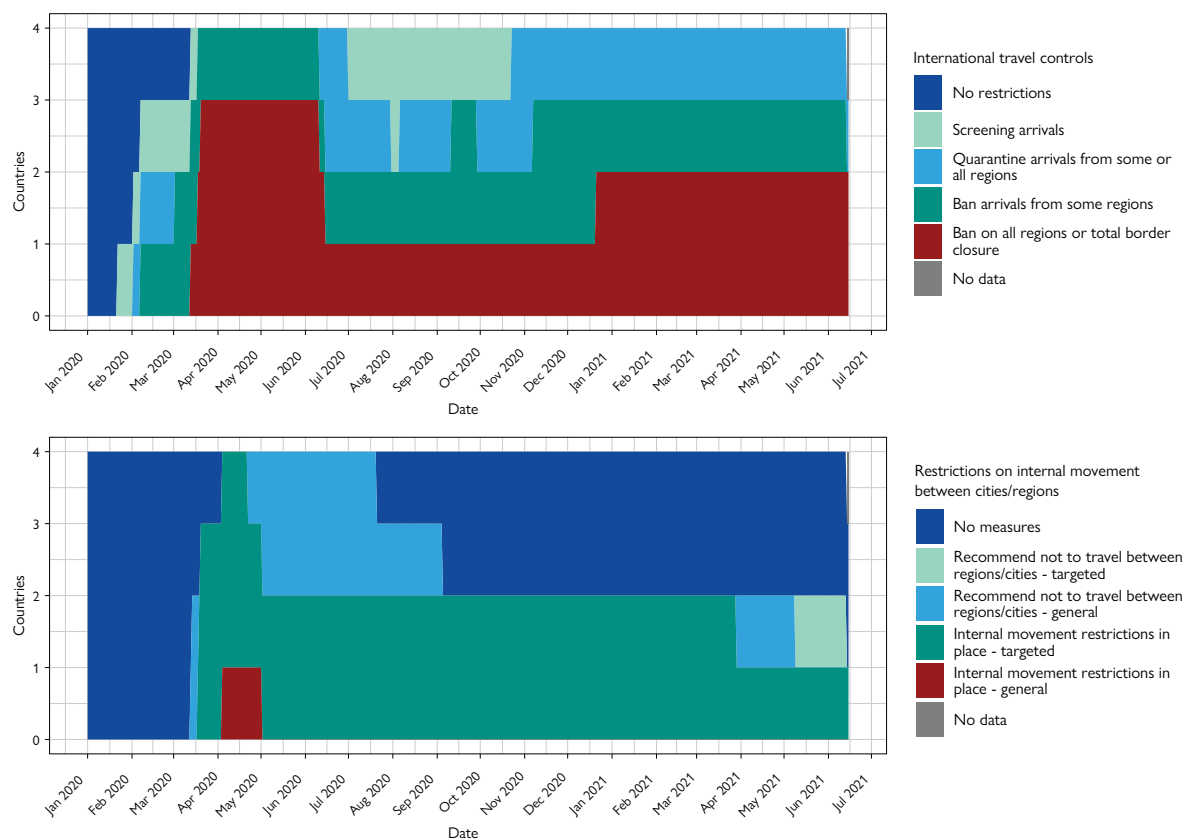 4
3
2
1
0
Countries
Jan 2020
Feb 2020
Mar 2020
Apr 2020
May 2020
Jun 2020
Jul 2020
Aug 2020
Sep 2020
Oct 2020
Nov 2020
Dec 2020
Jan 2021
Feb 2021
Mar 2021
Apr 2021
May 2021
Jun 2021
Jul 2021
Date
International travel controls
No restrictions
Screening arrivals
Quarantine arrivals from some or
all regions
Ban arrivals from some regions
Ban on all regions or total border
closure
No data
4
3
2
1
0
Countries
Jan 2020
Feb 2020
Mar 2020
Apr 2020
May 2020
Jun 2020
Jul 2020
Aug 2020
Sep 2020
Oct 2020
Nov 2020
Dec 2020
Jan 2021
Feb 2021
Mar 2021
Apr 2021
May 2021
Jun 2021
Jul 2021
Date
Restrictions on internal movement
between cities/regions
No measures
Recommend not to travel between
regions/cities - targeted
Recommend not to travel between
regions/cities - general
Internal movement restrictions in
place - targeted
Internal movement restrictions in
place - general
No data